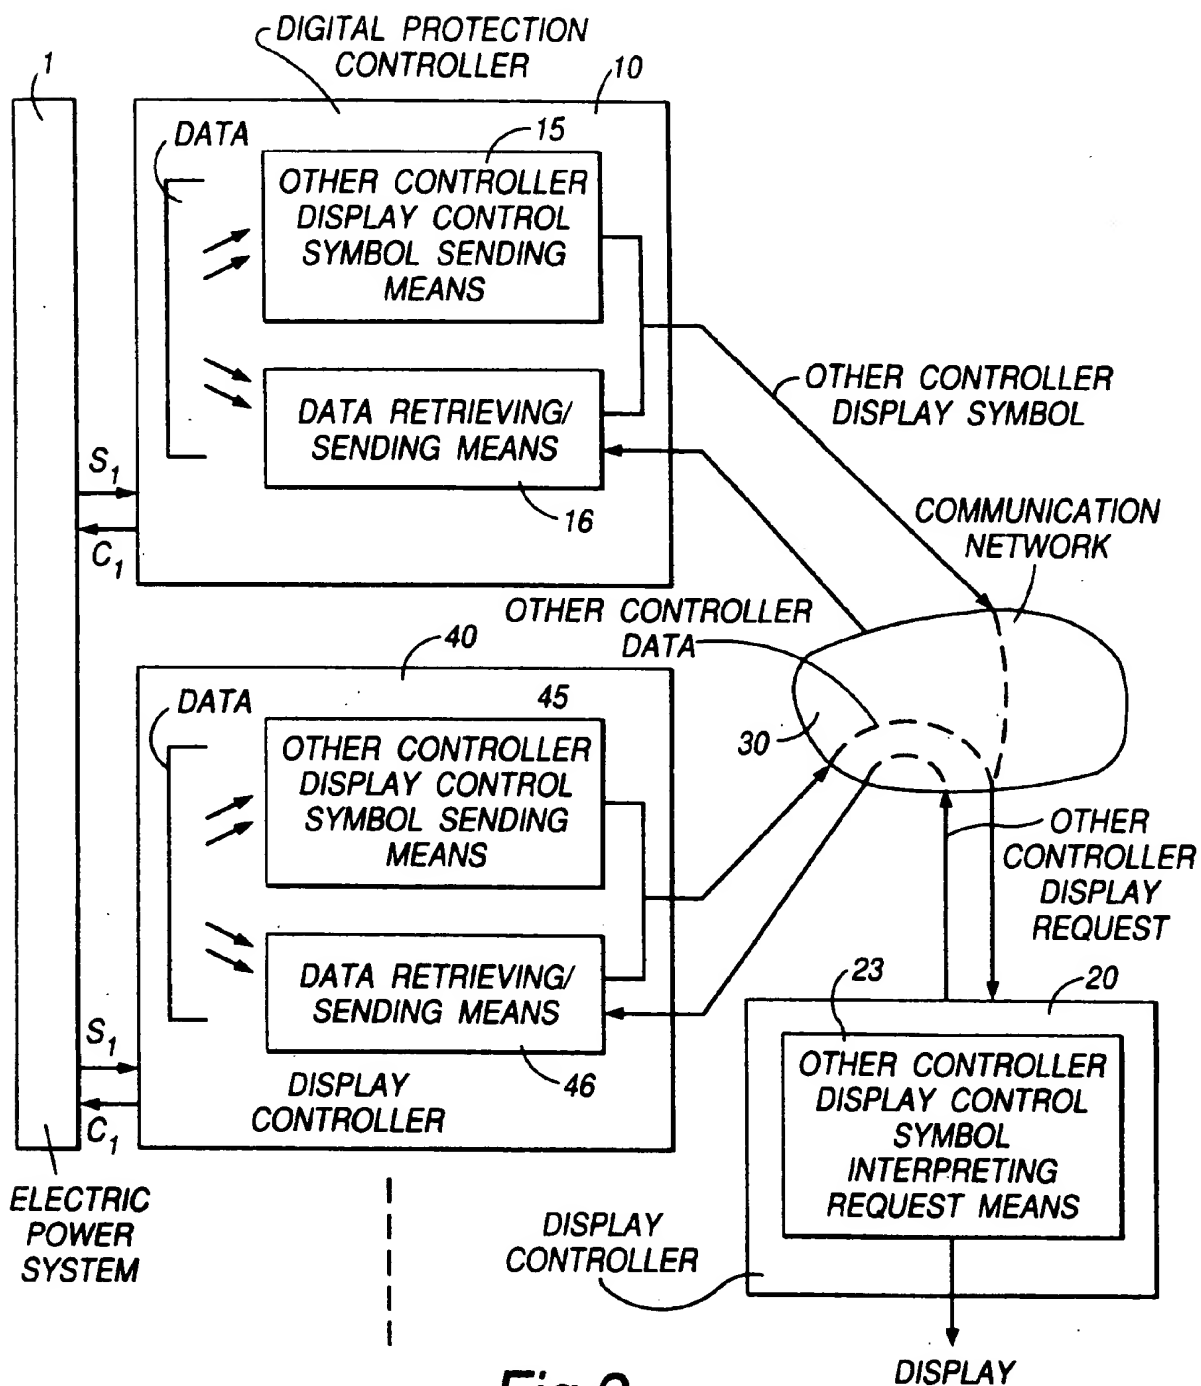 DIGITAL PROTECTION
CONTROLLER
1
10
DATA
15
OTHER CONTROLLER
DISPLAY CONTROL
SYMBOL SENDING
MEANS
DATA RETRIEVING/
SENDING MEANS
16
S1
C1
OTHER CONTROLLER
DISPLAY SYMBOL
COMMUNICATION
NETWORK
OTHER CONTROLLER
DATA
30
40
DATA
45
OTHER CONTROLLER
DISPLAY CONTROL
SYMBOL SENDING
MEANS
DATA RETRIEVING/
SENDING MEANS
46
DISPLAY
CONTROLLER
S1
C1
ELECTRIC
POWER
SYSTEM
OTHER
CONTROLLER
DISPLAY
REQUEST
23
20
OTHER CONTROLLER
DISPLAY CONTROL
SYMBOL
INTERPRETING
REQUEST MEANS
DISPLAY
CONTROLLER
DISPLAY